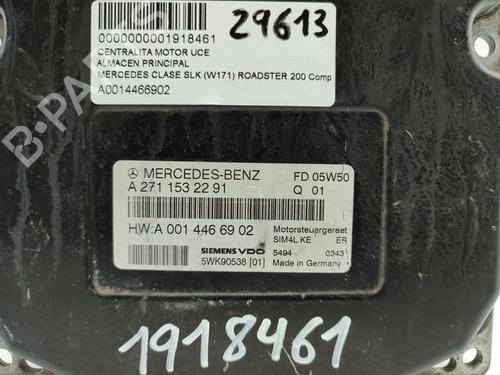 0000000001918461
29613
CENTRALITA MOTOR UCE
ALMACEN PRINCIPAL
MERCEDES CLASE SLK (W171) ROADSTER 200 Comp
A0014466902
MERCEDES-BENZ FD 05W50
A 271 153 22 91 Q 01
HW:A 001 446 69 02 Motorsteuergeraet
SIM4L KE ER
SIEMENS VDO 5494 0343
5WK90538 [01] Made in Germany
1918461